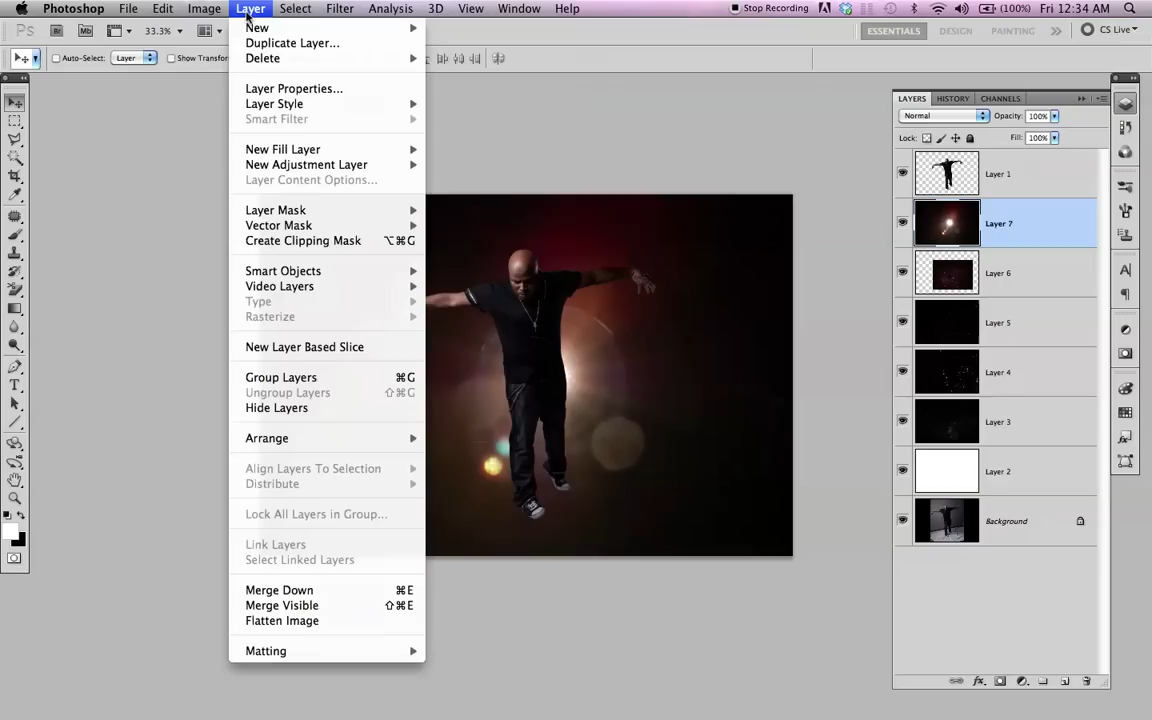 Photoshop File Edit Image Layer Select Filter Analysis 3D View Window Help Stop Recording (100%) Fri 12:34 AM
Ps Br Mb 33.3% ESSENTIALS DESIGN PAINTING CS Live
Auto-Select: Layer Show Transfor
New
Duplicate Layer...
Delete
Layer Properties...
Layer Style
Smart Filter
New Fill Layer
New Adjustment Layer
Layer Content Options...
Layer Mask
Vector Mask
Create Clipping Mask ⌥⌘G
Smart Objects
Video Layers
Type
Rasterize
New Layer Based Slice
Group Layers ⌘G
Ungroup Layers ⇧⌘G
Hide Layers
Arrange
Align Layers To Selection
Distribute
Lock All Layers in Group...
Link Layers
Select Linked Layers
Merge Down ⌘E
Merge Visible ⇧⌘E
Flatten Image
Matting
LAYERS HISTORY CHANNELS
Normal Opacity: 100%
Lock: Fill: 100%
Layer 1
Layer 7
Layer 6
Layer 5
Layer 4
Layer 3
Layer 2
Background